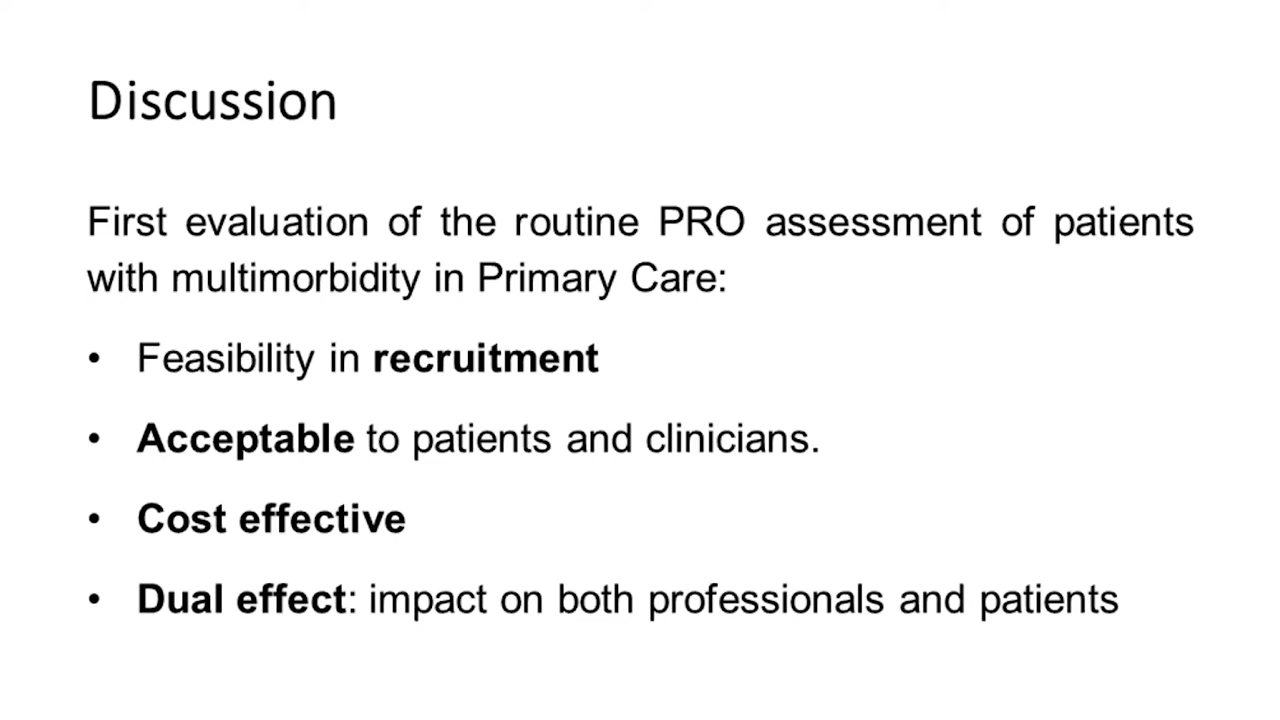 Discussion
First evaluation of the routine PRO assessment of patients
with multimorbidity in Primary Care:
• Feasibility in recruitment
• Acceptable to patients and clinicians.
• Cost effective
• Dual effect: impact on both professionals and patients